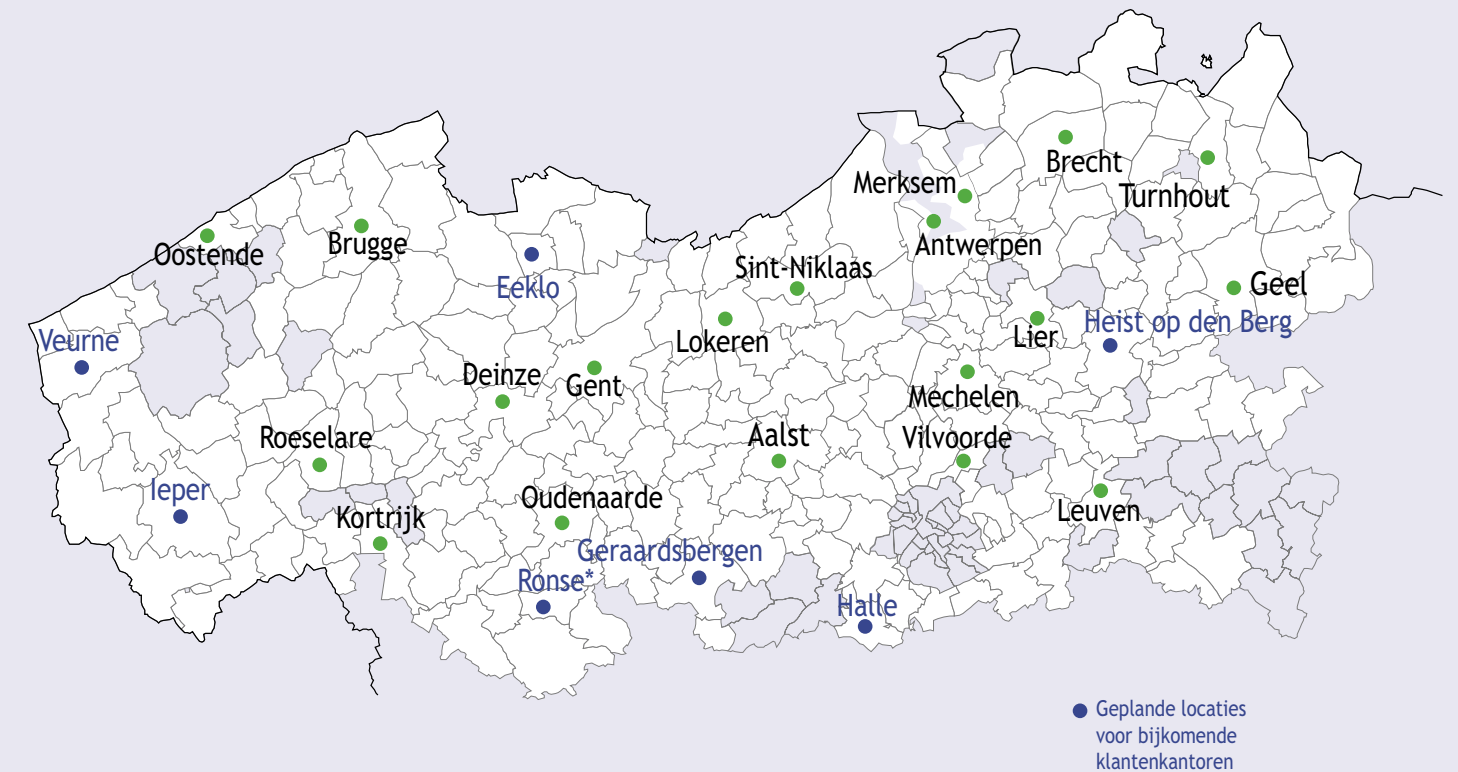 Brecht
Merksem
Turnhout
Oostende
Brugge
Antwerpen
Sint-Niklaas
Eeklo
Geel
Veurne
Lokeren
Lier
Heist op den Berg
Deinze
Gent
Mechelen
Roeselare
Aalst
Vilvoorde
Ieper
Oudenaarde
Kortrijk
Leuven
Geraardsbergen
Ronse*
Halle
Geplande locaties
voor bijkomende
klantenkantoren